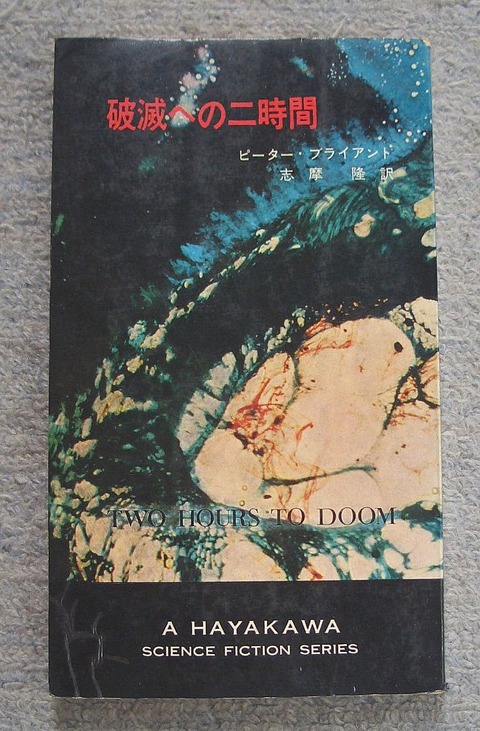 破滅への二時間
ピーター・ブライアント
志摩 隆 訳
TWO HOURS TO DOOM
A HAYAKAWA
SCIENCE FICTION SERIES